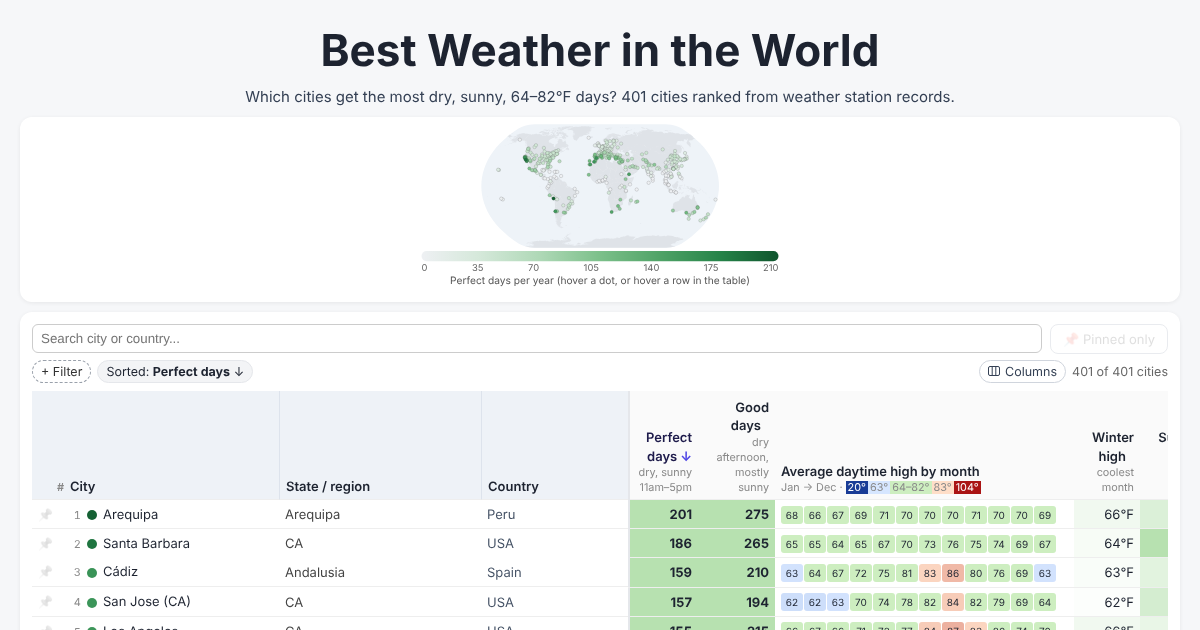 Best Weather in the World
Which cities get the most dry, sunny, 64–82°F days? 401 cities ranked from weather station records.
0 35 70 105 140 175 210
Perfect days per year (hover a dot, or hover a row in the table)
Search city or country...
📌 Pinned only
+ Filter
Sorted: Perfect days ↓
Columns
401 of 401 cities
# City
State / region
Country
Perfect days ↓
dry, sunny
11am–5pm
Good days
dry afternoon, mostly sunny
Average daytime high by month
Jan → Dec · 20° 63° 64–82° 83° 104°
Winter high
coolest month
1 Arequipa Arequipa Peru 201 275 68 66 67 69 71 70 70 70 71 70 70 69 66°F
2 Santa Barbara CA USA 186 265 65 65 64 65 67 70 73 76 75 74 69 67 64°F
3 Cádiz Andalusia Spain 159 210 63 64 67 72 75 81 83 86 80 76 69 63 63°F
4 San Jose (CA) CA USA 157 194 62 62 63 70 74 78 82 84 82 79 69 64 62°F
5 Los Angeles CA USA